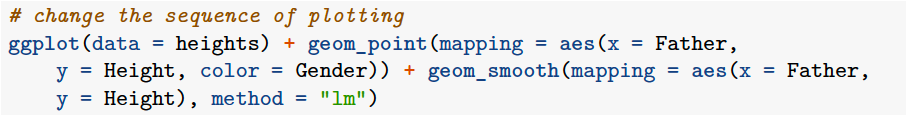 # change the sequence of plotting
ggplot(data = heights) + geom_point(mapping = aes(x = Father,
    y = Height, color = Gender)) + geom_smooth(mapping = aes(x = Father,
    y = Height), method = "lm")